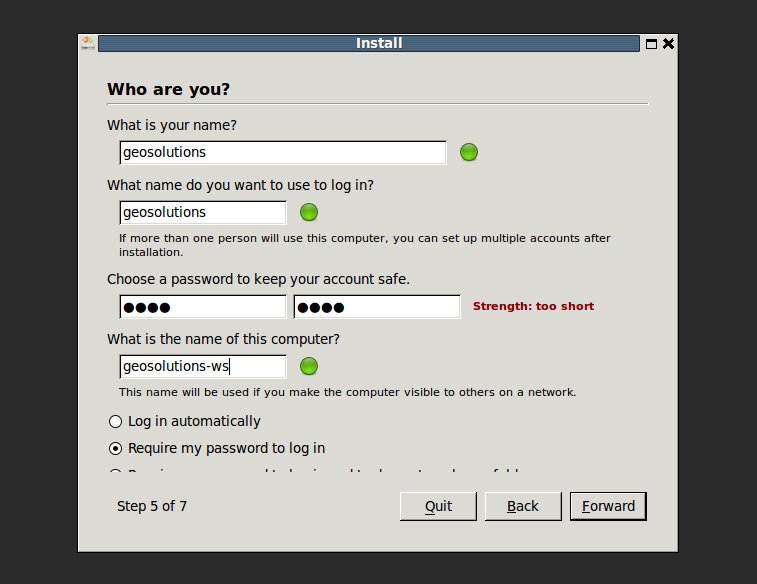 Install
Who are you?
What is your name?
geosolutions
What name do you want to use to log in?
geosolutions
If more than one person will use this computer, you can set up multiple accounts after
installation.
Choose a password to keep your account safe.
●●●● ●●●● Strength: too short
What is the name of this computer?
geosolutions-ws
This name will be used if you make the computer visible to others on a network.
Log in automatically
Require my password to log in
Step 5 of 7 Quit Back Forward